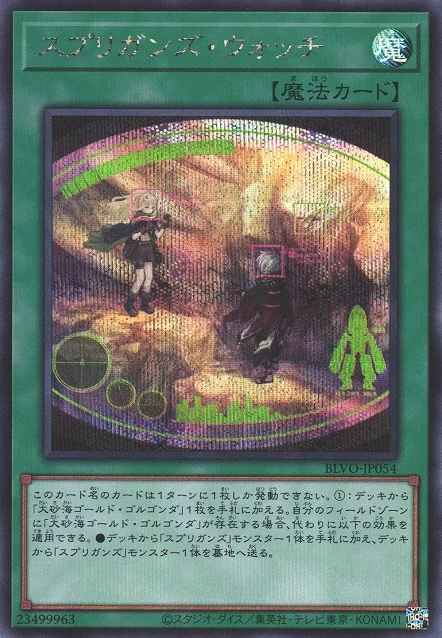 スプリガンズ・ウォッチ
魔
【魔法カード】
BLVO-JP054
このカード名のカードは1ターンに1枚しか発動できない。①：デッキから
「大砂海ゴールド・ゴルゴンダ」1枚を手札に加える。自分のフィールドゾーン
に「大砂海ゴールド・ゴルゴンダ」が存在する場合、代わりに以下の効果を
適用できる。●デッキから「スプリガンズ」モンスター1体を手札に加え、デッキ
から「スプリガンズ」モンスター1体を墓地へ送る。
23499963
©スタジオ・ダイス／集英社・テレビ東京・KONAMI